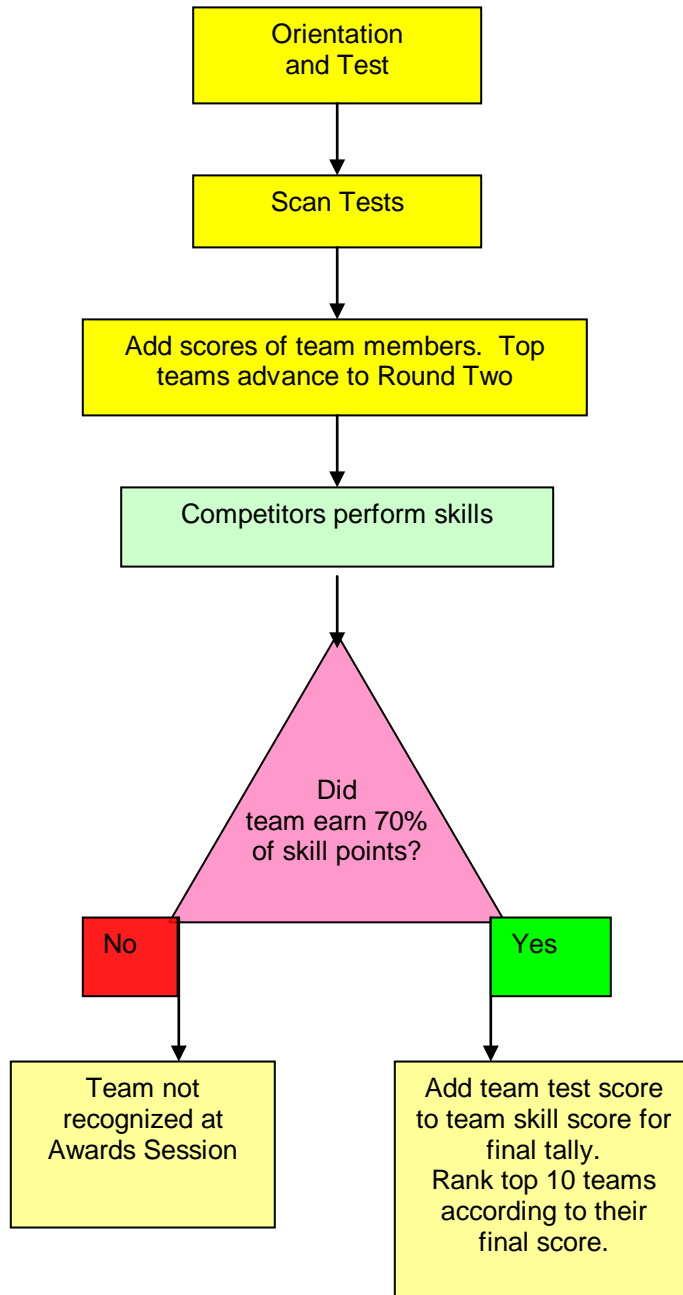 Orientation
and Test
Scan Tests
Add scores of team members.  Top
teams advance to Round Two
Competitors perform skills
Did
team earn 70%
of skill points?
No
Yes
Team not
recognized at
Awards Session
Add team test score
to team skill score for
final tally.
Rank top 10 teams
according to their
final score.